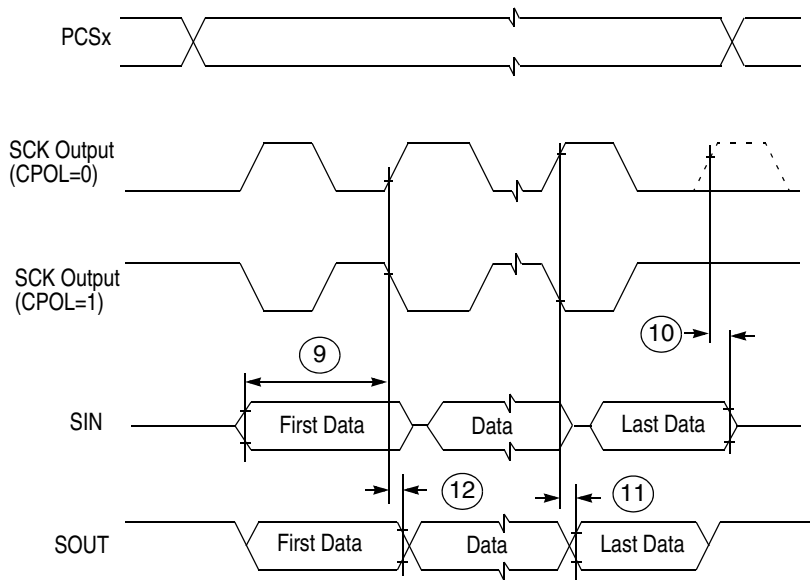 PCSx
SCK Output
(CPOL=0)
SCK Output
(CPOL=1)
10
9
SIN
First Data
Data
Last Data
12
11
SOUT
First Data
Data
Last Data